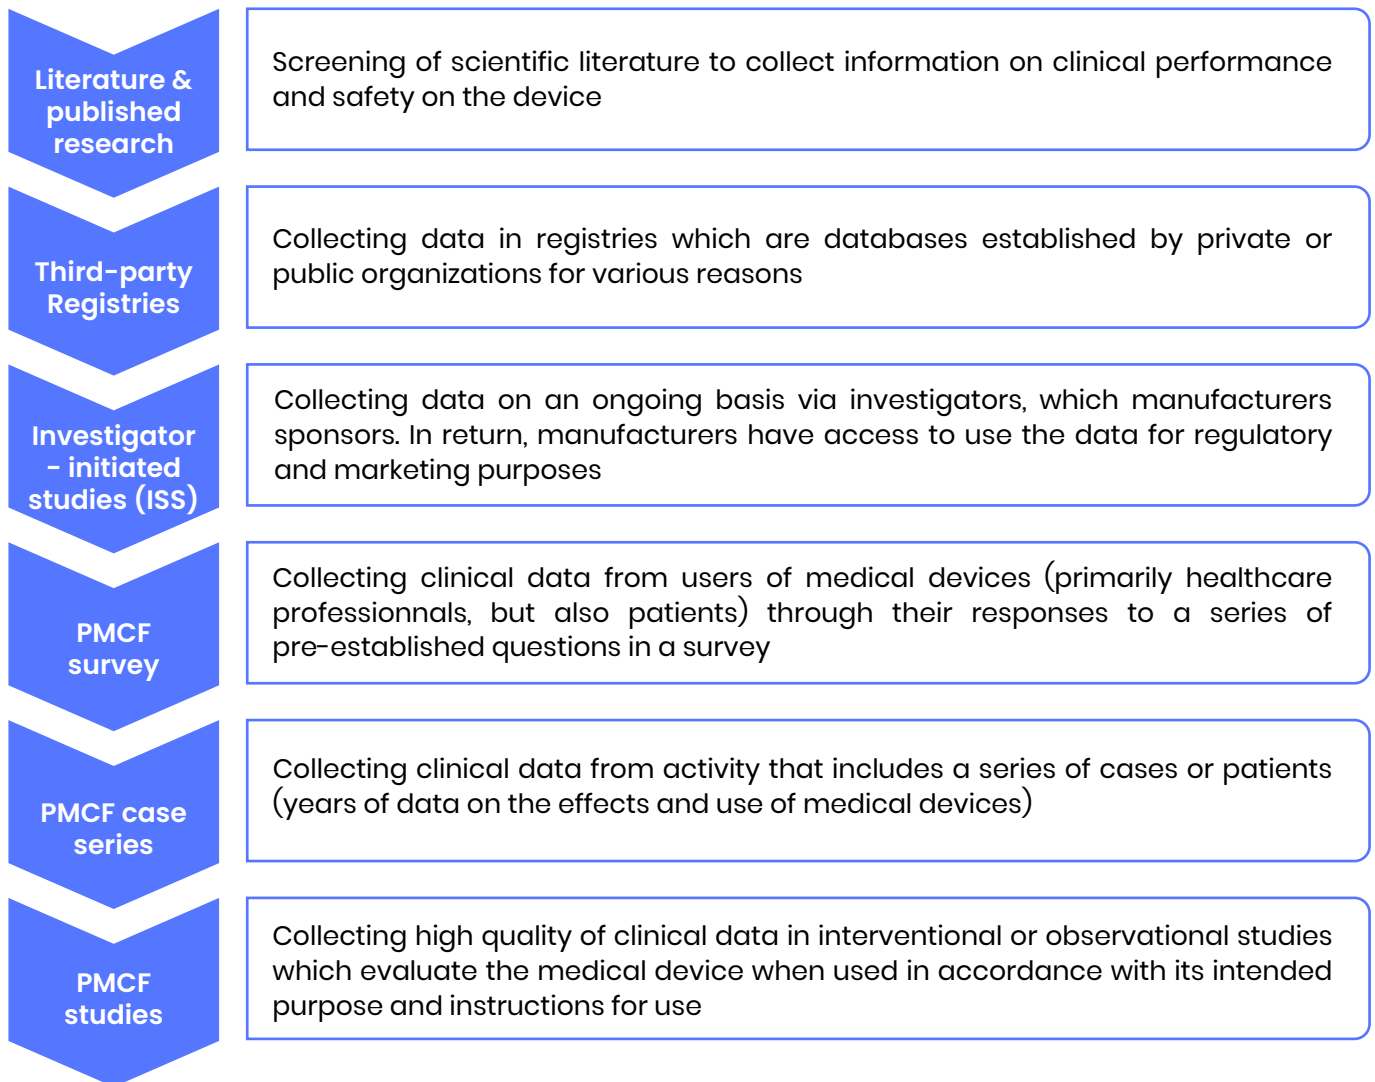 Literature &
published
research
Screening of scientific literature to collect information on clinical performance
and safety on the device
Third-party
Registries
Collecting data in registries which are databases established by private or
public organizations for various reasons
Investigator
- initiated
studies (ISS)
Collecting data on an ongoing basis via investigators, which manufacturers
sponsors. In return, manufacturers have access to use the data for regulatory
and marketing purposes
PMCF
survey
Collecting clinical data from users of medical devices (primarily healthcare
professionnals, but also patients) through their responses to a series of
pre-established questions in a survey
PMCF case
series
Collecting clinical data from activity that includes a series of cases or patients
(years of data on the effects and use of medical devices)
PMCF
studies
Collecting high quality of clinical data in interventional or observational studies
which evaluate the medical device when used in accordance with its intended
purpose and instructions for use